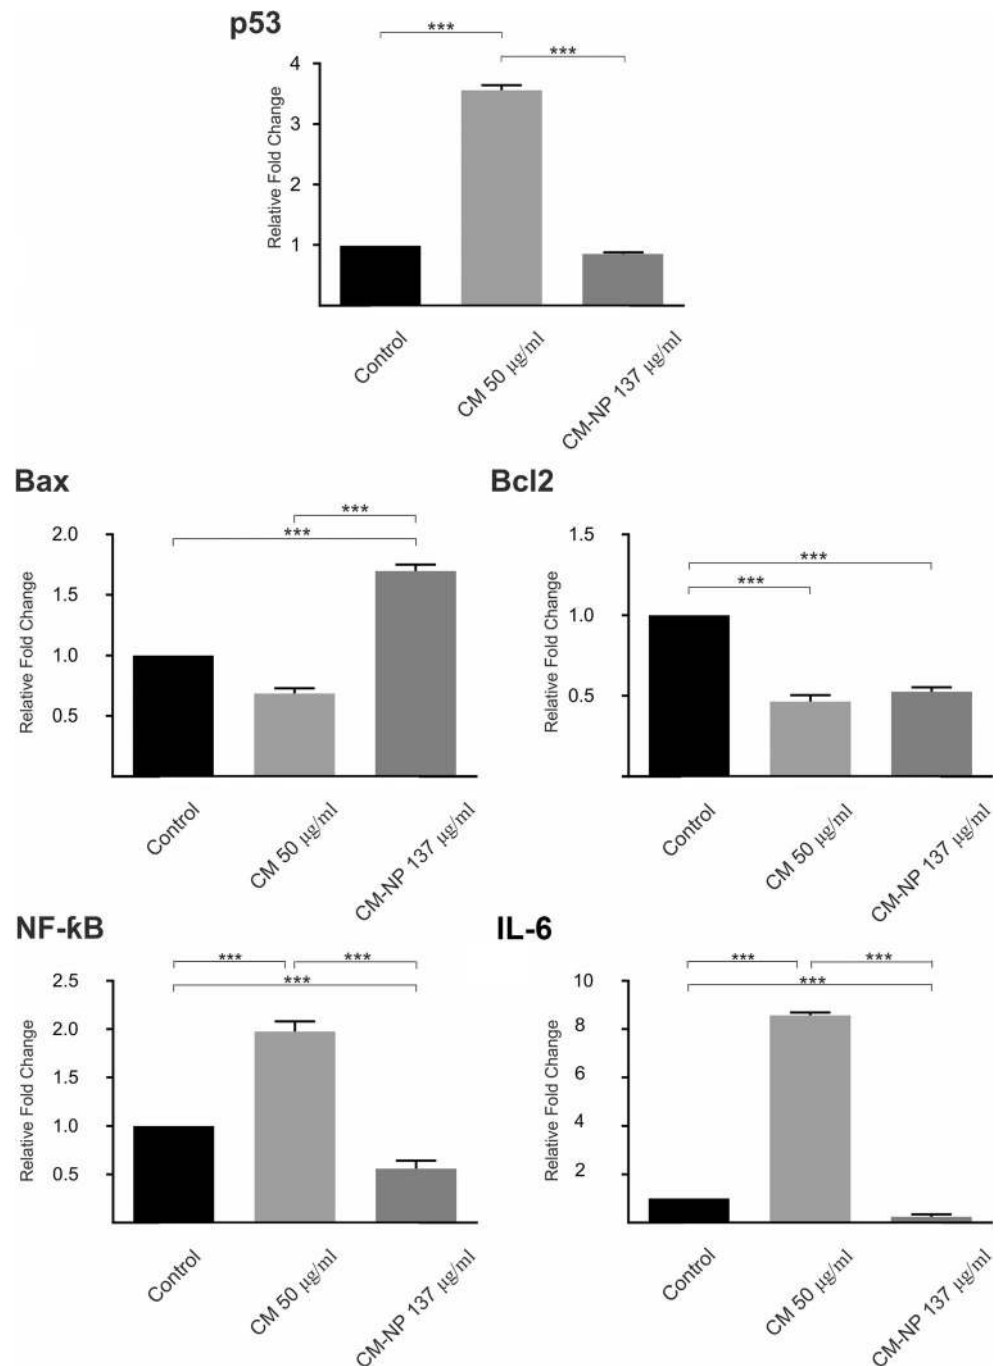 p53
***
***
Relative Fold Change
4
3
2
1
Control
CM 50 µg/ml
CM-NP 137 µg/ml
Bax
***
***
Relative Fold Change
2.0
1.5
1.0
0.5
Control
CM 50 µg/ml
CM-NP 137 µg/ml
Bcl2
***
***
Relative Fold Change
1.5
1.0
0.5
Control
CM 50 µg/ml
CM-NP 137 µg/ml
NF-ƙB
***
***
***
Relative Fold Change
2.5
2.0
1.5
1.0
0.5
Control
CM 50 µg/ml
CM-NP 137 µg/ml
IL-6
***
***
***
Relative Fold Change
10
8
6
4
2
Control
CM 50 µg/ml
CM-NP 137 µg/ml